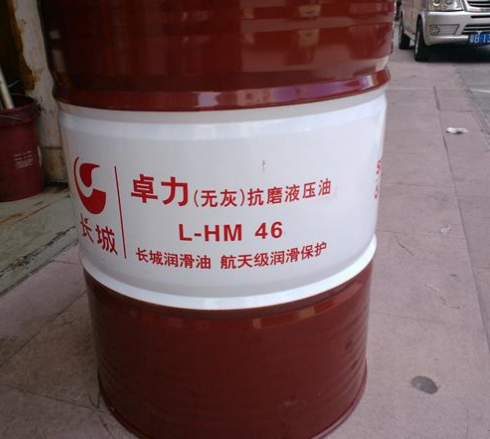 卓力(无灰)抗磨液压油
L-HM 46
长城润滑油 航天级润滑保护
长城